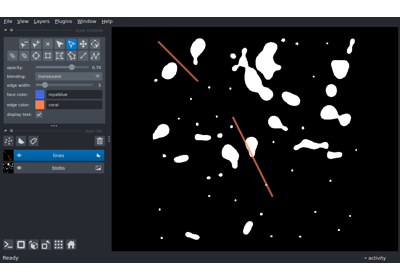 File View Layers Plugins Window Help
opacity: 0.70
blending: translucent
edge width: 5
face color: royalblue
edge color: coral
display text: ✓
lines
blobs
Ready
activity